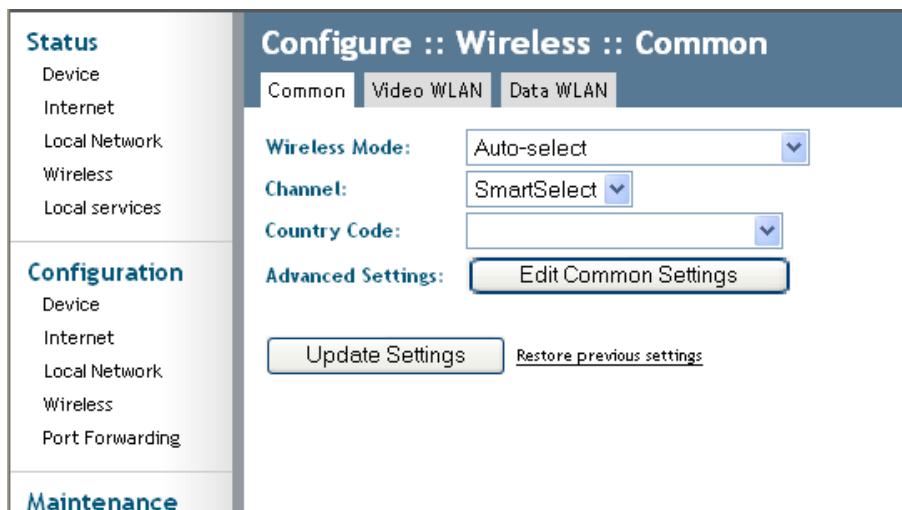 Status
Device
Internet
Local Network
Wireless
Local services
Configuration
Device
Internet
Local Network
Wireless
Port Forwarding
Maintenance
Configure :: Wireless :: Common
Common Video WLAN Data WLAN
Wireless Mode: Auto-select
Channel: SmartSelect
Country Code:
Advanced Settings: Edit Common Settings
Update Settings Restore previous settings